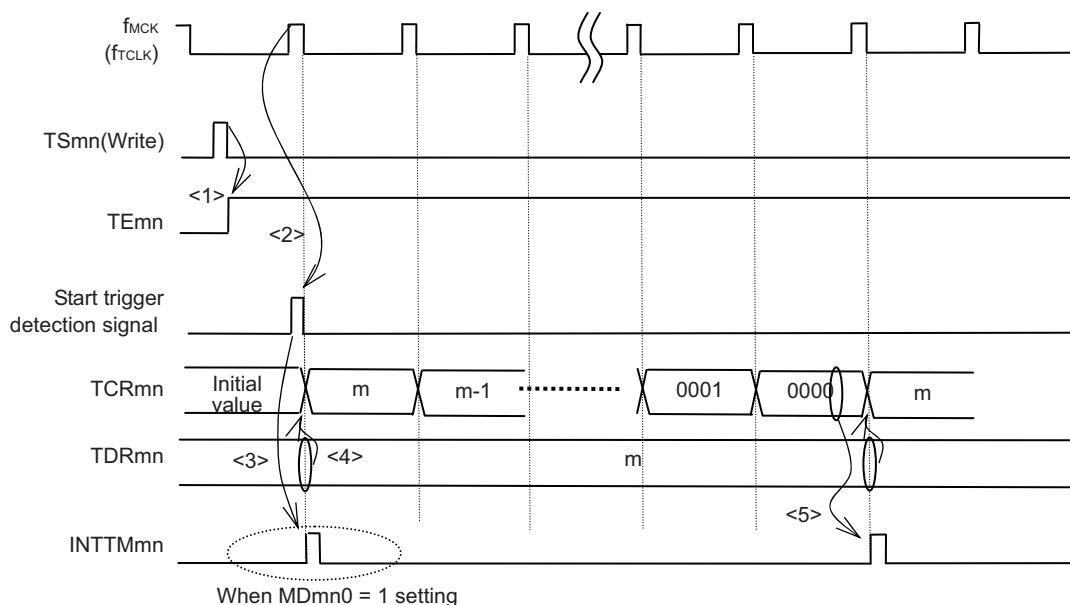 fMCK
(fTCLK)
TSmn(Write)
<1>
TEmn
<2>
Start trigger
detection signal
TCRmn
Initial
value
m
m-1
0001
0000
m
TDRmn
<3>
<4>
m
<5>
INTTMmn
When MDmn0 = 1 setting